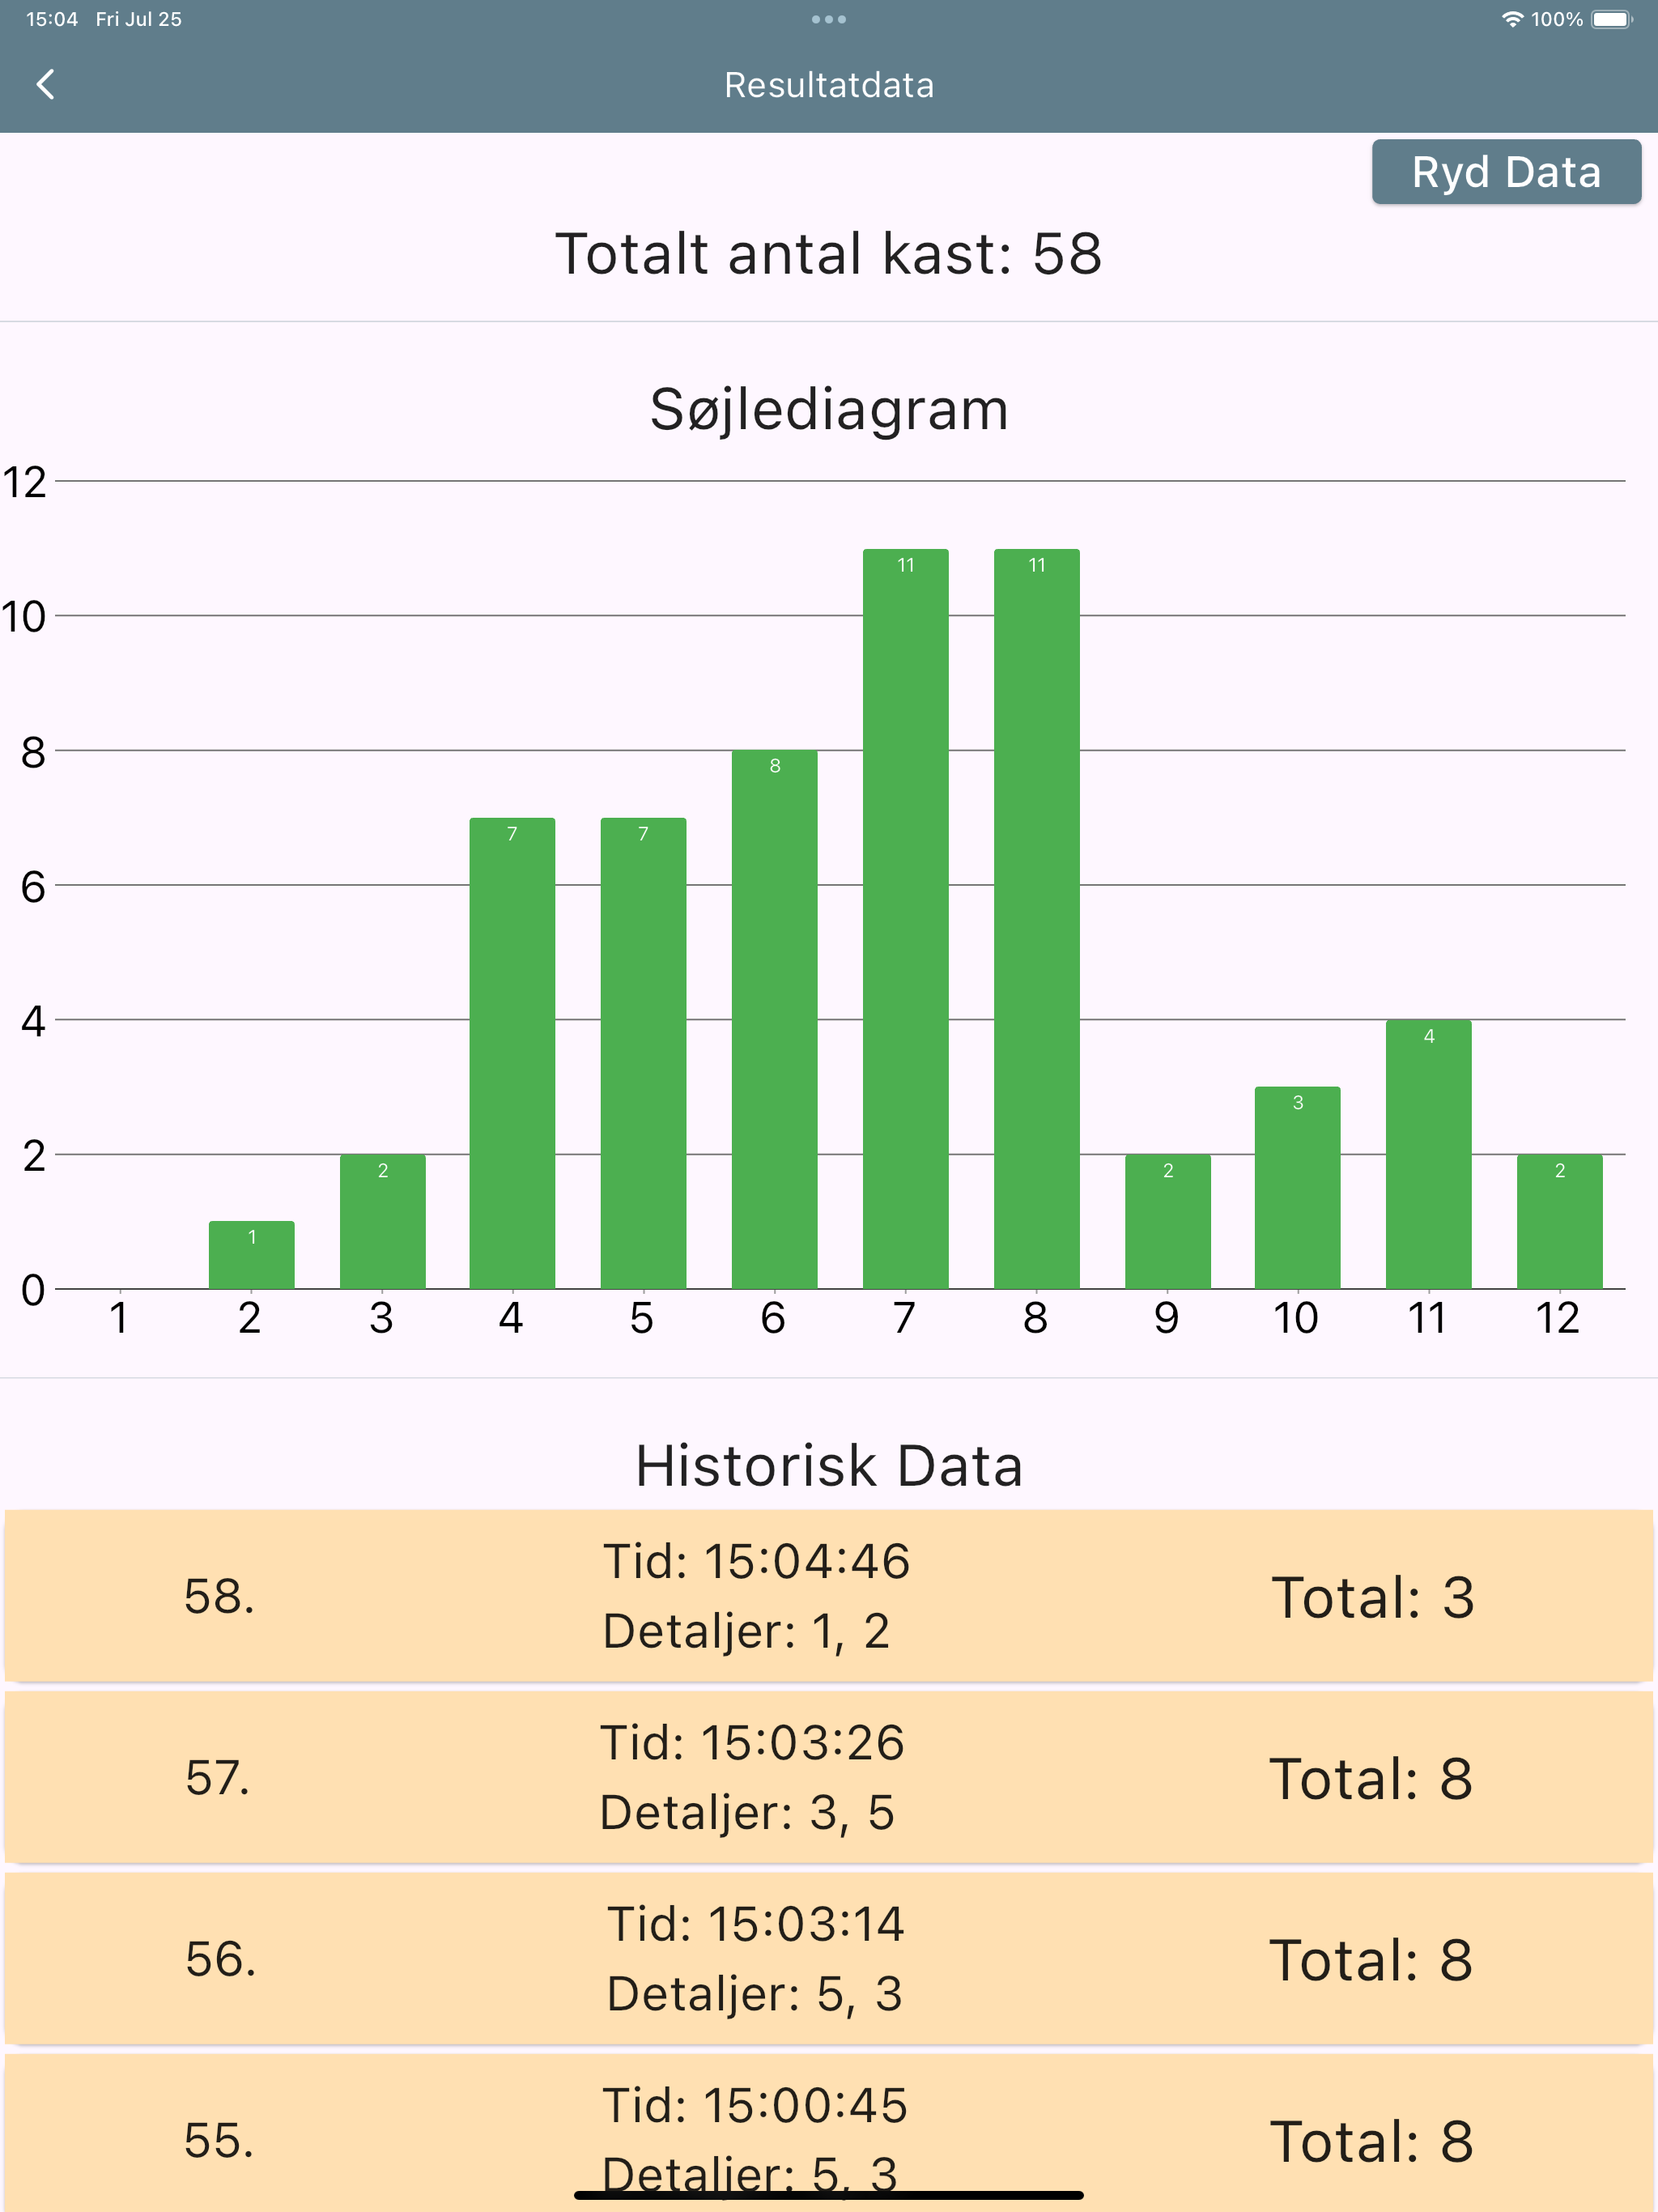 15:04 Fri Jul 25
100%
Resultatdata
Ryd Data
Totalt antal kast: 58
Søjlediagram
12
10
8
6
4
2
0
1
2
7
7
8
11
11
2
3
4
2
1 2 3 4 5 6 7 8 9 10 11 12
Historisk Data
58.
Tid: 15:04:46
Detaljer: 1, 2
Total: 3
57.
Tid: 15:03:26
Detaljer: 3, 5
Total: 8
56.
Tid: 15:03:14
Detaljer: 5, 3
Total: 8
55.
Tid: 15:00:45
Detaljer: 5, 3
Total: 8